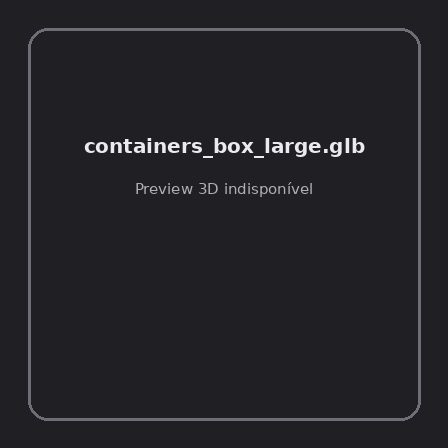 containers_box_large.glb
Preview 3D indisponível